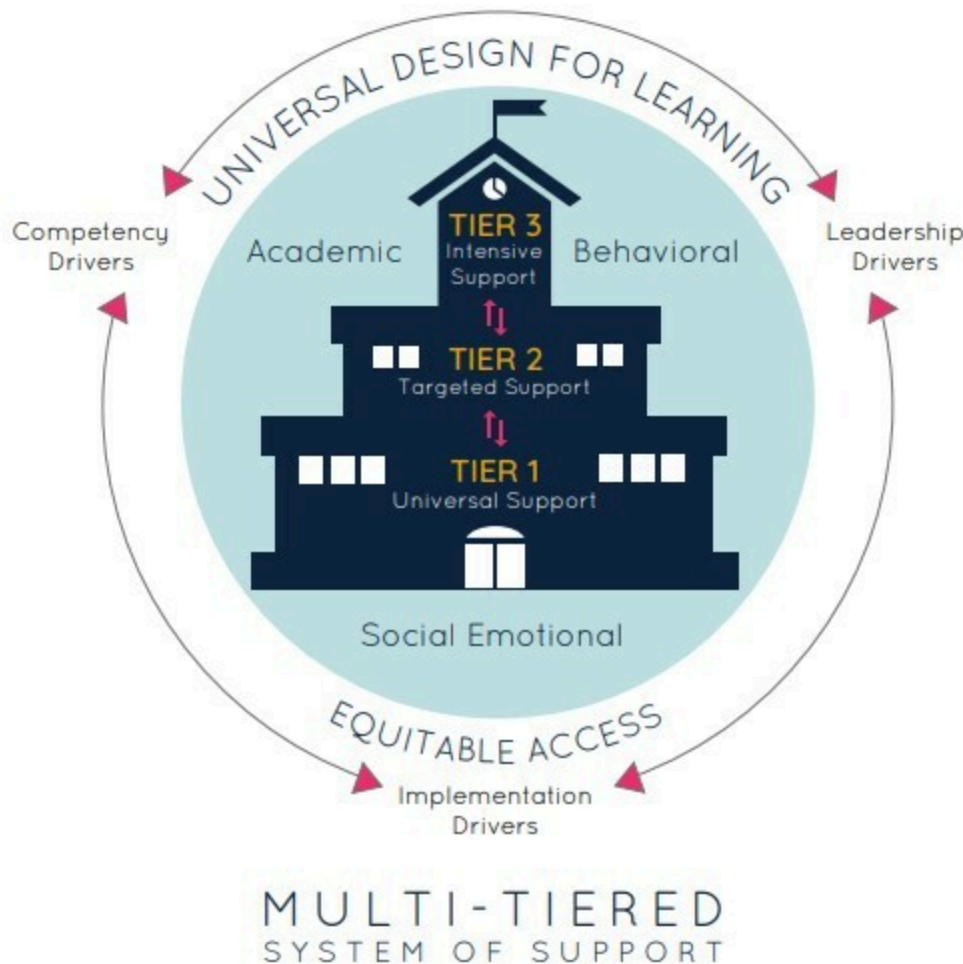 UNIVERSAL DESIGN FOR LEARNING
Competency
Drivers
Leadership
Drivers
Academic
Behavioral
TIER 3
Intensive
Support
TIER 2
Targeted Support
TIER 1
Universal Support
Social Emotional
EQUITABLE ACCESS
Implementation
Drivers
MULTI-TIERED
SYSTEM OF SUPPORT